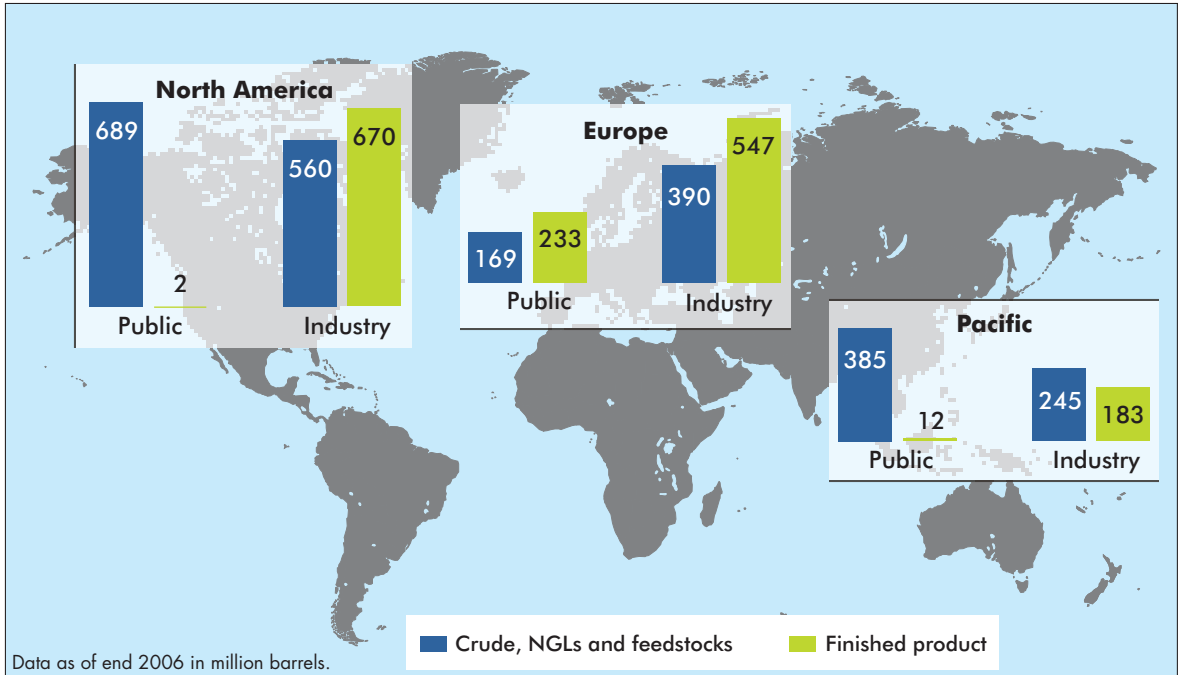 North America
689
2
560
670
Public
Industry
Europe
169
233
390
547
Public
Industry
Pacific
385
12
245
183
Public
Industry
Crude, NGLs and feedstocks
Finished product
Data as of end 2006 in million barrels.